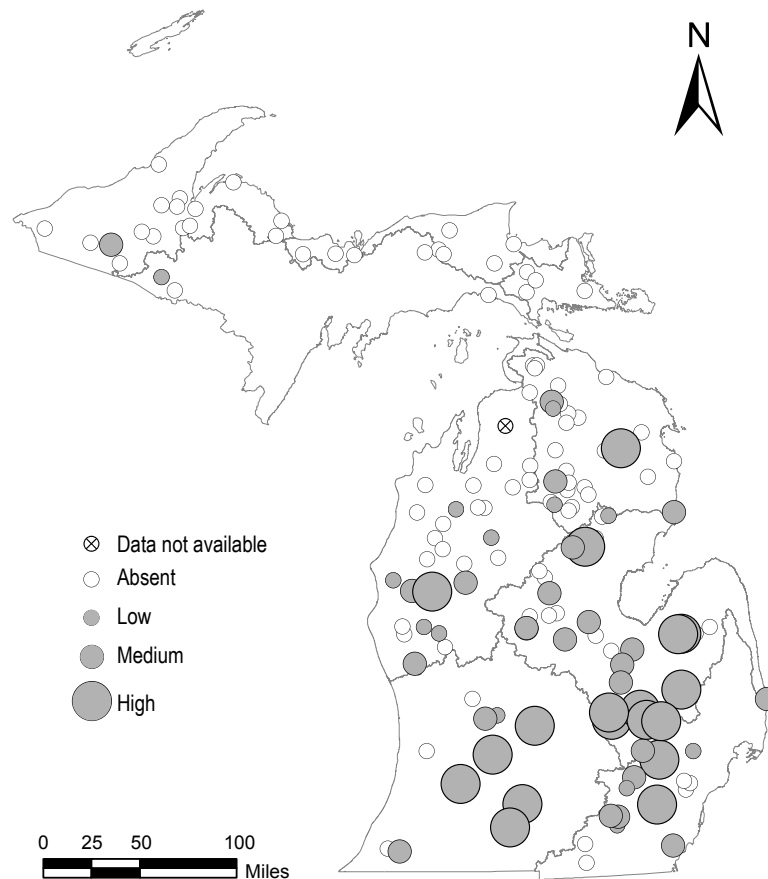 N
Data not available
Absent
Low
Medium
High
0 25 50 100
Miles